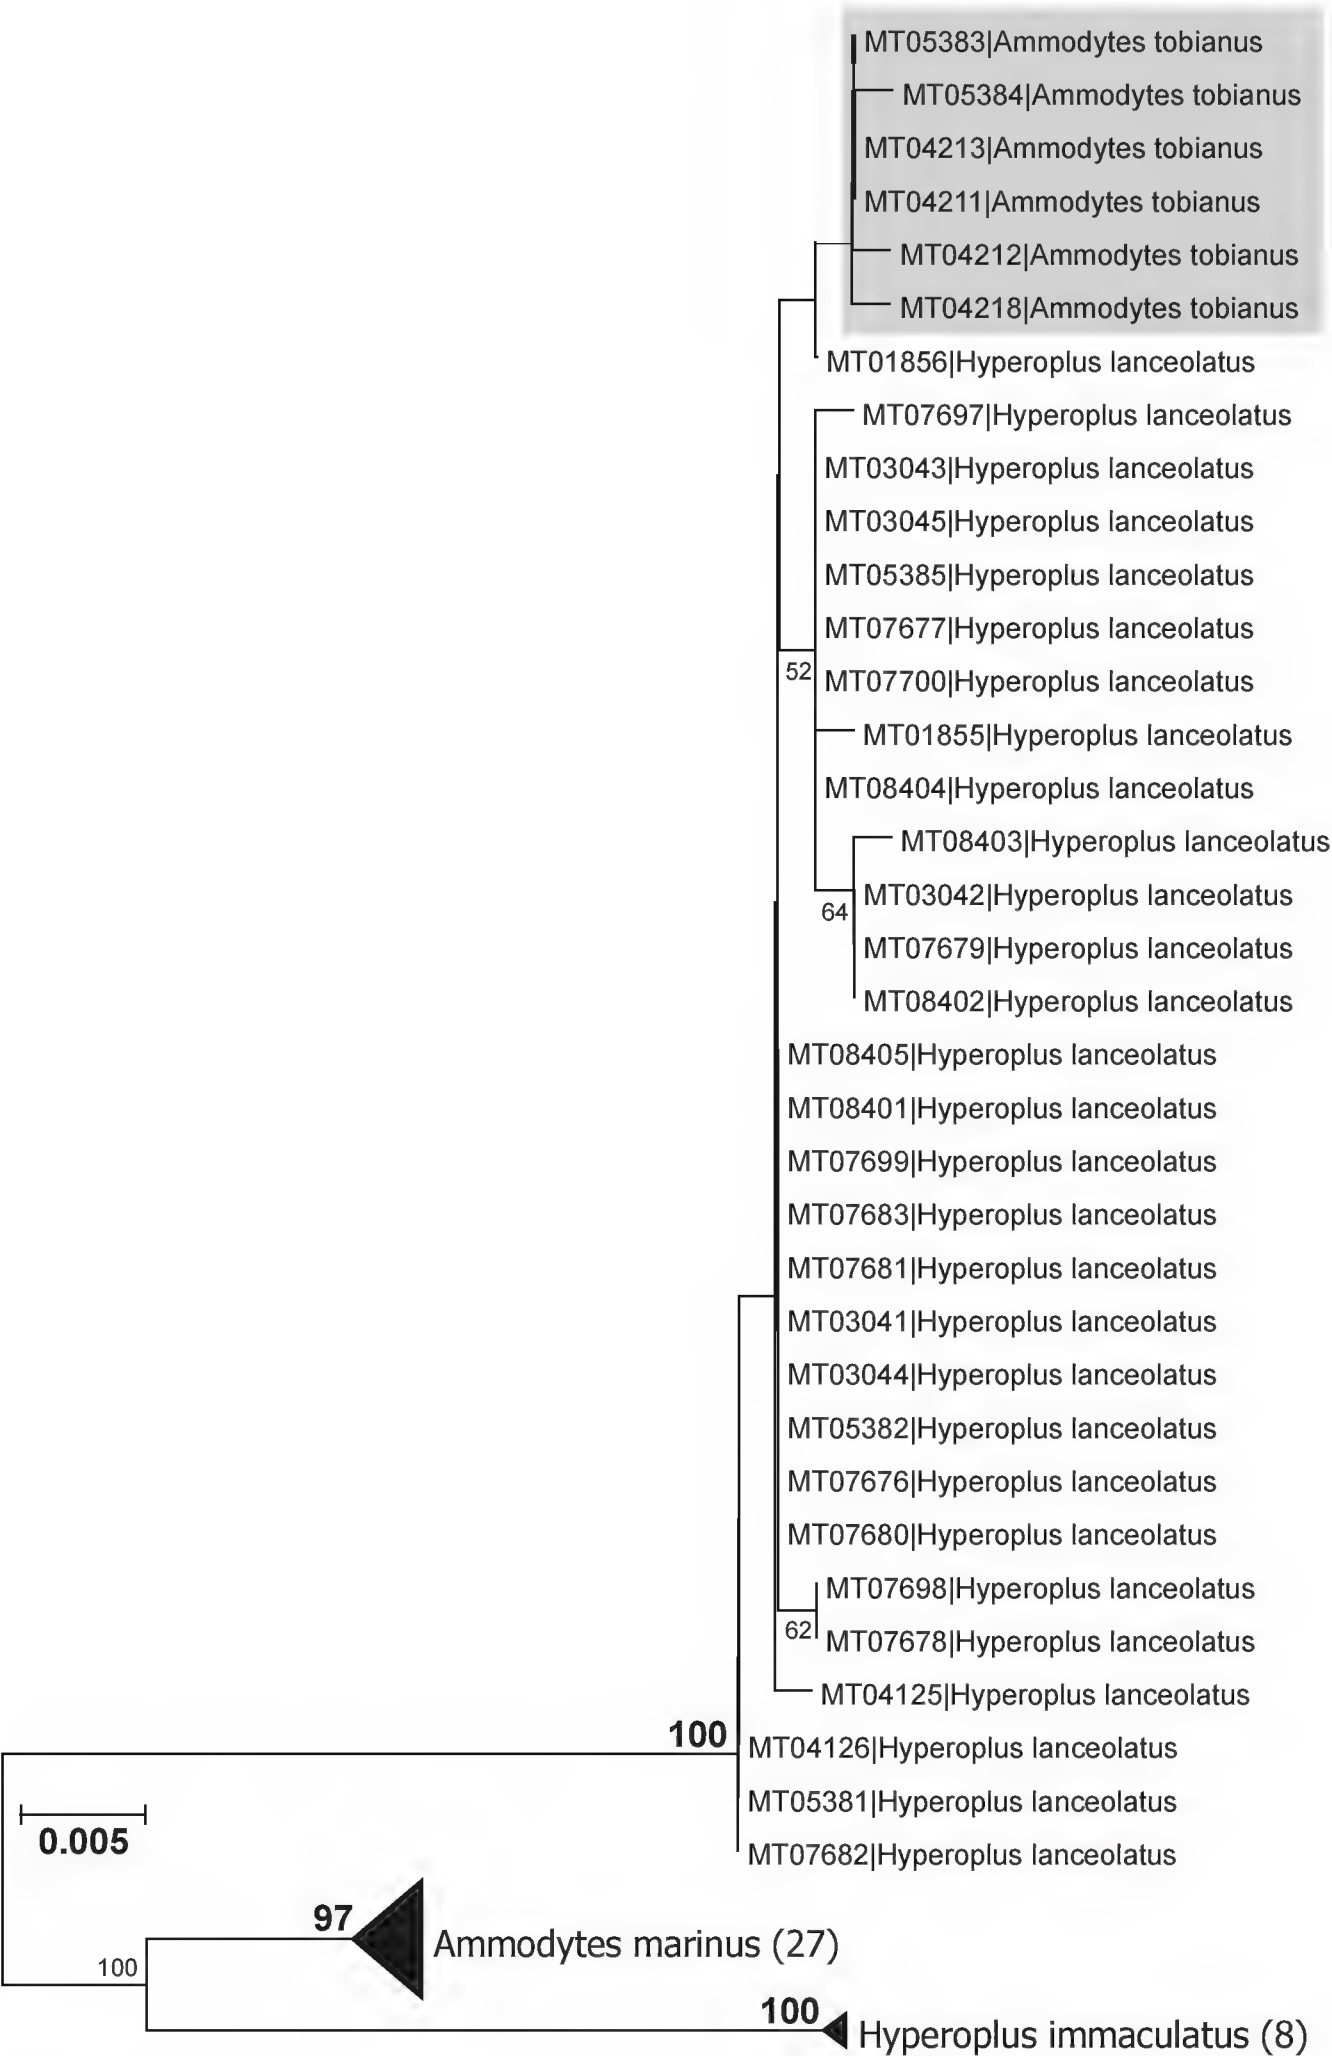 MT05383|Ammodytes tobianus
MT05384|Ammodytes tobianus
MT04213|Ammodytes tobianus
MT04211|Ammodytes tobianus
MT04212|Ammodytes tobianus
MT04218|Ammodytes tobianus
MT01856|Hyperoplus lanceolatus
MT07697|Hyperoplus lanceolatus
MT03043|Hyperoplus lanceolatus
MT03045|Hyperoplus lanceolatus
MT05385|Hyperoplus lanceolatus
MT07677|Hyperoplus lanceolatus
52
MT07700|Hyperoplus lanceolatus
MT01855|Hyperoplus lanceolatus
MT08404|Hyperoplus lanceolatus
MT08403|Hyperoplus lanceolatus
MT03042|Hyperoplus lanceolatus
64
MT07679|Hyperoplus lanceolatus
MT08402|Hyperoplus lanceolatus
MT08405|Hyperoplus lanceolatus
MT08401|Hyperoplus lanceolatus
MT07699|Hyperoplus lanceolatus
MT07683|Hyperoplus lanceolatus
MT07681|Hyperoplus lanceolatus
MT03041|Hyperoplus lanceolatus
MT03044|Hyperoplus lanceolatus
MT05382|Hyperoplus lanceolatus
MT07676|Hyperoplus lanceolatus
MT07680|Hyperoplus lanceolatus
MT07698|Hyperoplus lanceolatus
62
MT07678|Hyperoplus lanceolatus
MT04125|Hyperoplus lanceolatus
100
MT04126|Hyperoplus lanceolatus
MT05381|Hyperoplus lanceolatus
0.005
MT07682|Hyperoplus lanceolatus
97
Ammodytes marinus (27)
100
100
Hyperoplus immaculatus (8)